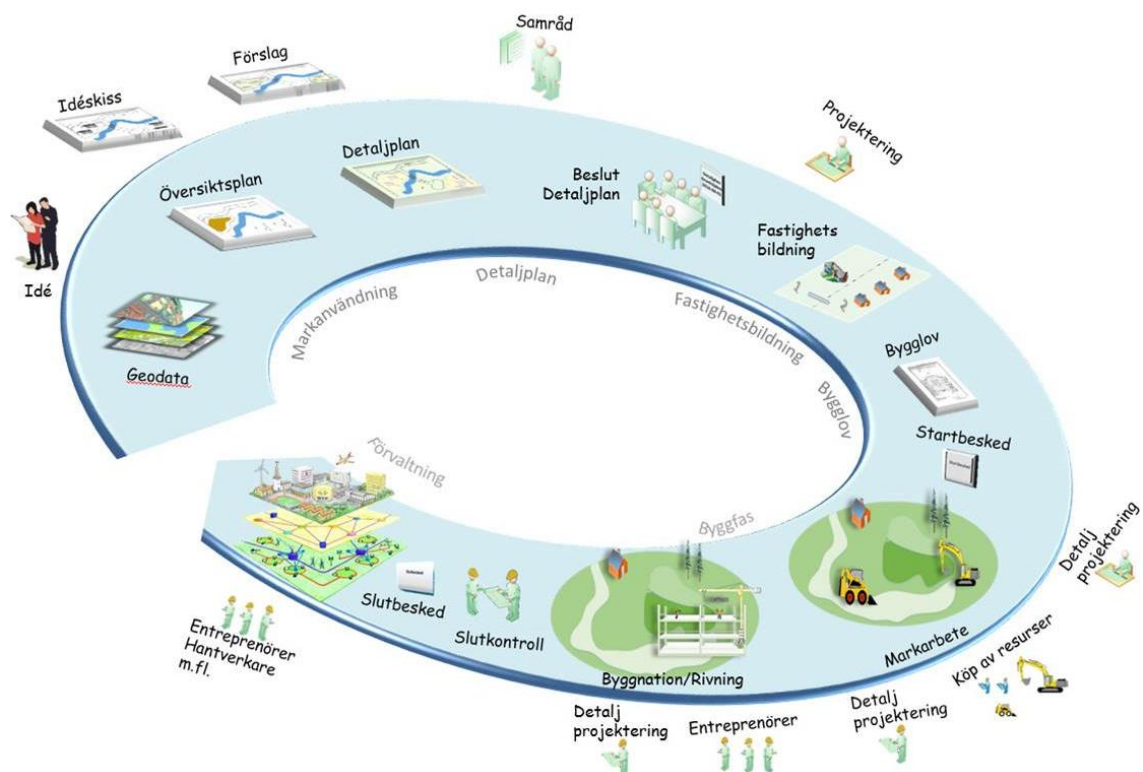 Samråd
Förslag
Idéskiss
Projektering
Detaljplan
Beslut
Detaljplan
Översiktsplan
Fastighets
bildning
Idé
Detaljplan
Markanvändning
Fastighetsbildning
Geodata
Bygglov
Bygglov
Startbesked
Förvaltning
Byggfas
Detalj
projektering
Slutbesked
Slutkontroll
Entreprenörer
Hantverkare
m.fl.
Byggnation/Rivning
Markarbete
Köp av resurser
Detalj
projektering
Entreprenörer
Detalj
projektering